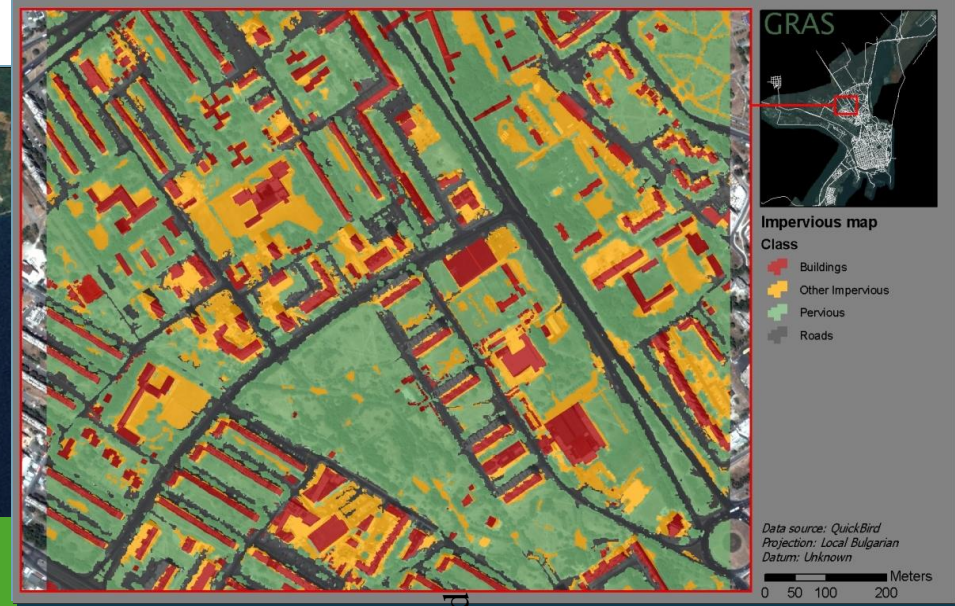 GRAS
Impervious map
Class
Buildings
Other Impervious
Pervious
Roads
Data source: QuickBird
Projection: Local Bulgarian
Datum: Unknown
Meters
0 50 100 200